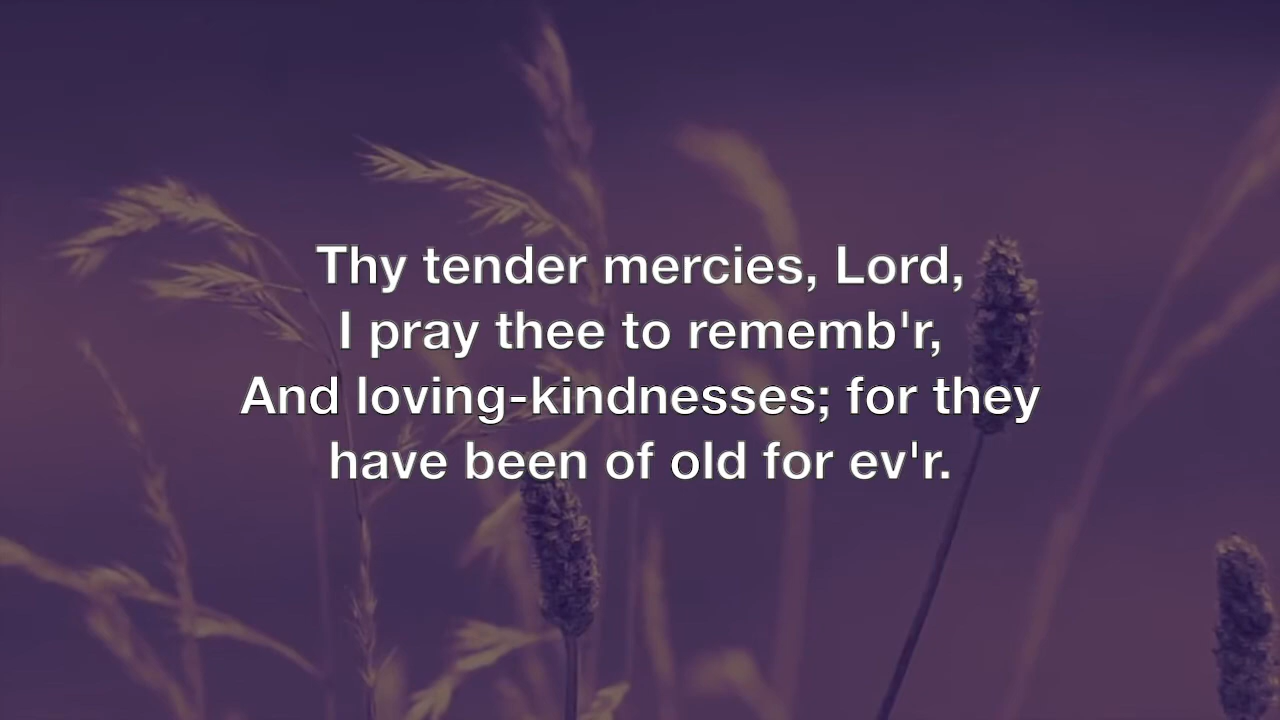 Thy tender mercies, Lord,
I pray thee to rememb'r,
And loving-kindnesses; for they
have been of old for ev'r.